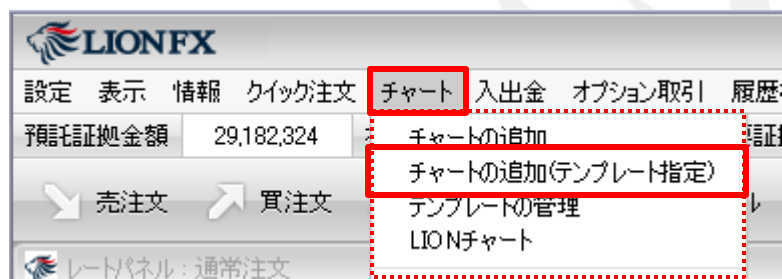 LION FX
設定 表示 情報 クイック注文 チャート 入出金 オプション取引 履歴
預託証拠金額 29,182,324
チャートの追加
チャートの追加(テンプレート指定)
売注文 買注文
テンプレートの管理
LIONチャート
レートパネル:通常注文